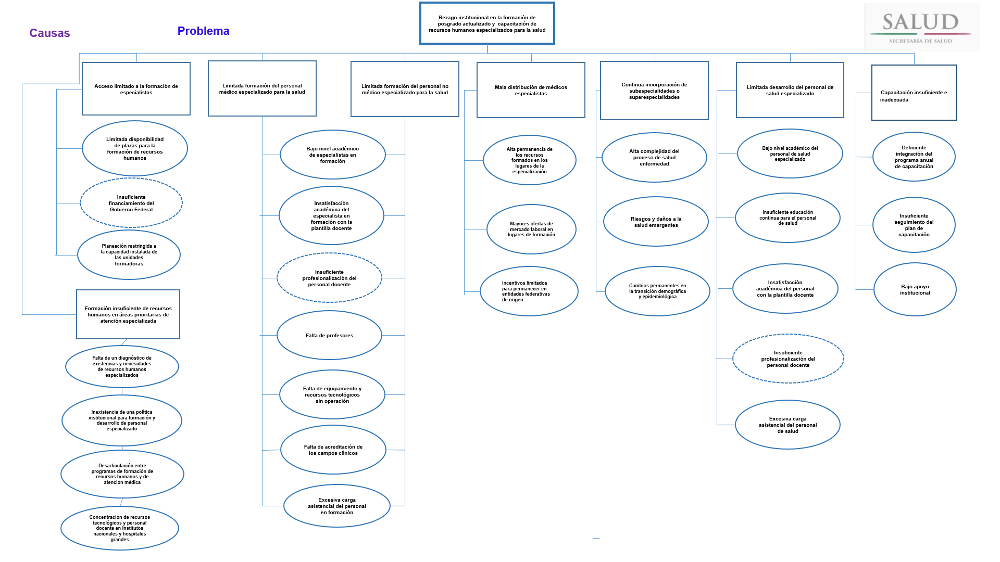 Causas
Problema
Rezago institucional en la formación de
posgrado actualizado y  capacitación de
recursos humanos especializados para la salud
SALUD
SECRETARÍA DE SALUD
Acceso limitado a la formación de
especialistas
Limitada formación del personal
médico especializado para la salud
Limitada formación del personal no
médico especializado para la salud
Mala distribución de médicos
especialistas
Continua incorporación de
subespecialidades o
superespecialidades
Limitada desarrollo del personal de
salud especializado
Capacitación insuficiente e
inadecuada
Limitada disponibilidad
de plazas para la
formación de recursos
humanos
Insuficiente
financiamiento del
Gobierno Federal
Planeación restringida a
la capacidad instalada de
las unidades
formadoras
Formación insuficiente de recursos
humanos en áreas prioritarias de
atención especializada
Falta de un diagnóstico de
existencias y necesidades
de recursos humanos
especializados
Inexistencia de una política
institucional para formación y
desarrollo de personal
especializado
Desarticulación entre
programas de formación de
recursos humanos y de
atención médica
Concentración de recursos
tecnológicos y personal
docente en Institutos
nacionales y hospitales
grandes
Bajo nivel académico
de especialistas en
formación
Insatisfacción
académica del
especialista en
formación con la
plantilla docente
Insuficiente
profesionalización del
personal docente
Falta de profesores
Falta de equipamiento y
recursos tecnológicos
sin operación
Falta de acreditación de
los campos clínicos
Excesiva carga
asistencial del personal
en formación
Alta permanencia de
los recursos
formados en los
lugares de la
especialización
Mayores ofertas de
mercado laboral en
lugares de formación
Incentivos limitados
para permanecer en
entidades federativas
de origen
Alta complejidad del
proceso de salud
enfermedad
Riesgos y daños a la
salud emergentes
Cambios permanentes en
la transición demográfica
y epidemiológica
Bajo nivel académico del
personal de salud
especializado
Insuficiente educación
continua para el personal
de salud
Insatisfacción
académica del personal
con la plantilla docente
Insuficiente
profesionalización del
personal docente
Excesiva carga
asistencial del personal
de salud
Deficiente
integración del
programa anual
de capacitación
Insuficiente
seguimiento del
plan de
capacitación
Bajo apoyo
institucional